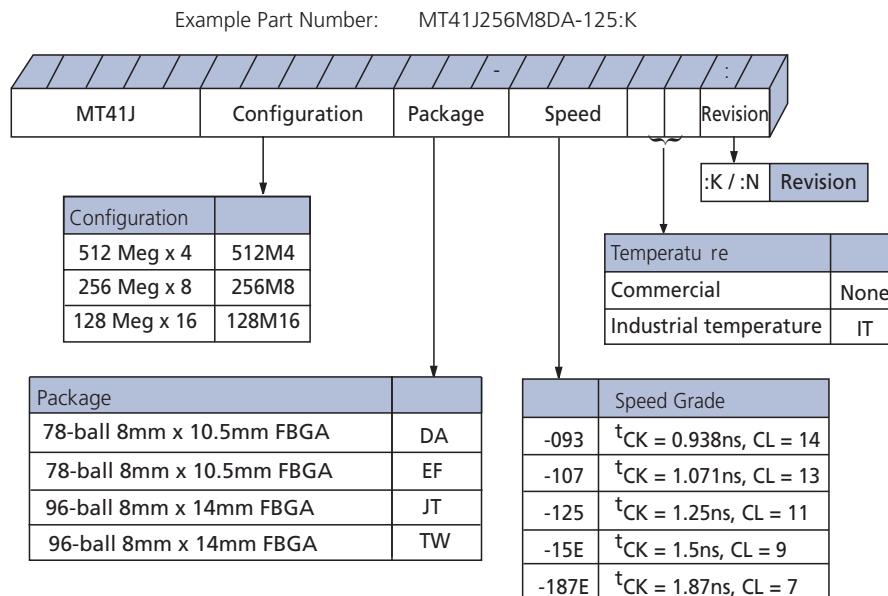 Example Part Number: MT41J256M8DA-125:K
- :
MT41J Configuration Package Speed Revision
:K / :N Revision
Configuration
512 Meg x 4 512M4
256 Meg x 8 256M8
128 Meg x 16 128M16
Temperatu re
Commercial None
Industrial temperature IT
Package
78-ball 8mm x 10.5mm FBGA DA
78-ball 8mm x 10.5mm FBGA EF
96-ball 8mm x 14mm FBGA JT
96-ball 8mm x 14mm FBGA TW
Speed Grade
-093 tCK = 0.938ns, CL = 14
-107 tCK = 1.071ns, CL = 13
-125 tCK = 1.25ns, CL = 11
-15E tCK = 1.5ns, CL = 9
-187E tCK = 1.87ns, CL = 7